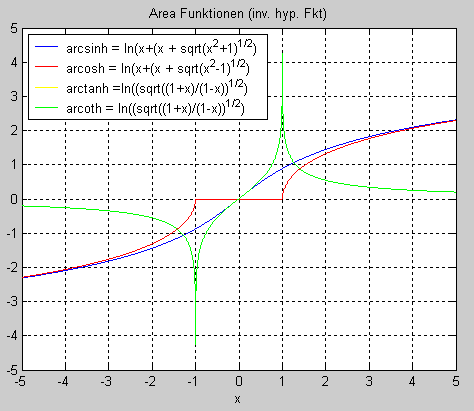 Area Funktionen (inv. hyp. Fkt)
5
4
3
2
1
0
-1
-2
-3
-4
-5
arcsinh = ln(x+(x + sqrt(x^2+1)^1/2)
arcosh = ln(x+(x + sqrt(x^2-1)^1/2)
arctanh =ln((sqrt((1+x)/(1-x))^1/2)
arcoth = ln((sqrt((1+x)/(1-x))^1/2)
-5 -4 -3 -2 -1 0 1 2 3 4 5
x